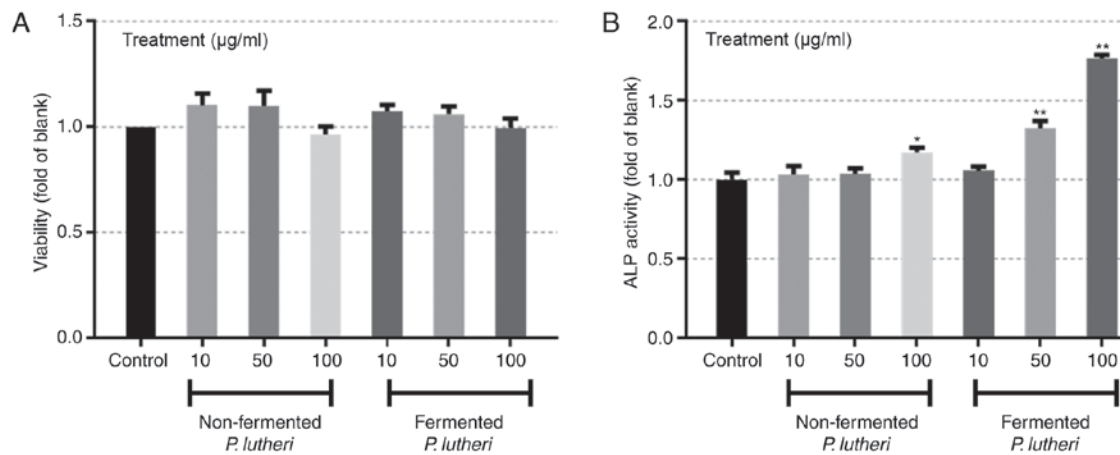 A
Treatment (µg/ml)
Viability (fold of blank)
1.5
1.0
0.5
0.0
Control 10 50 100 10 50 100
Non-fermented Fermented
P. lutheri P. lutheri
B
Treatment (µg/ml)
ALP activity (fold of blank)
2.0
1.5
1.0
0.5
0.0
* ** **
Control 10 50 100 10 50 100
Non-fermented Fermented
P. lutheri P. lutheri